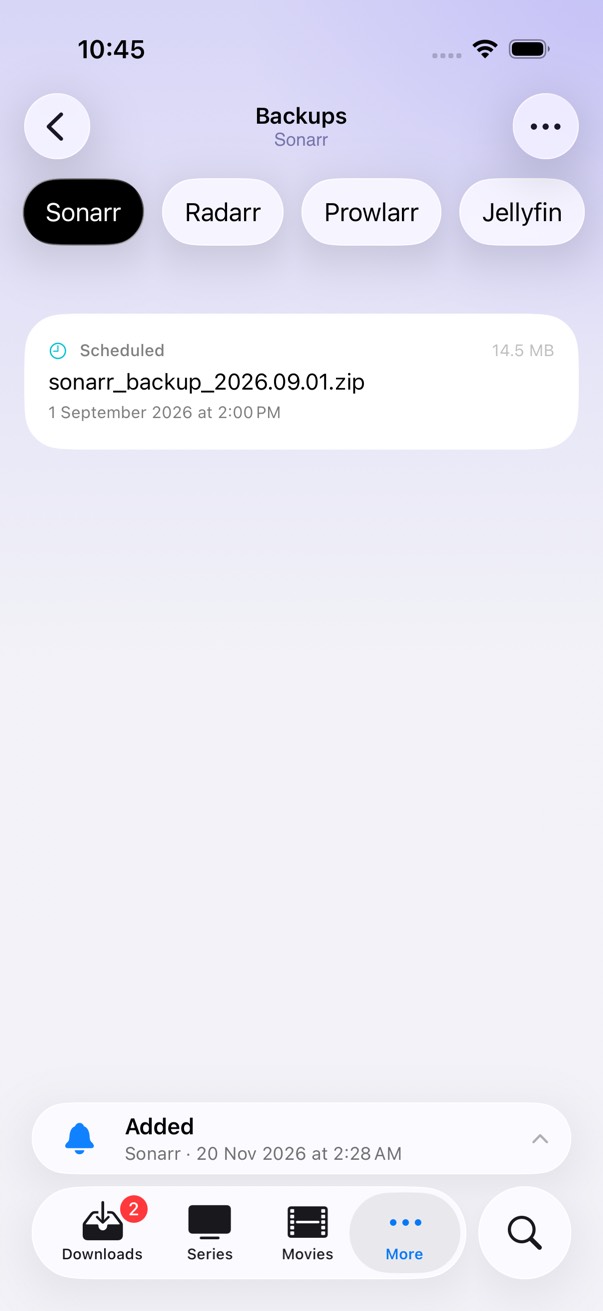 10:45
Backups
Sonarr
Sonarr
Radarr
Prowlarr
Jellyfin
Scheduled
14.5 MB
sonarr_backup_2026.09.01.zip
1 September 2026 at 2:00 PM
Added
Sonarr · 20 Nov 2026 at 2:28 AM
2
Downloads
Series
Movies
More